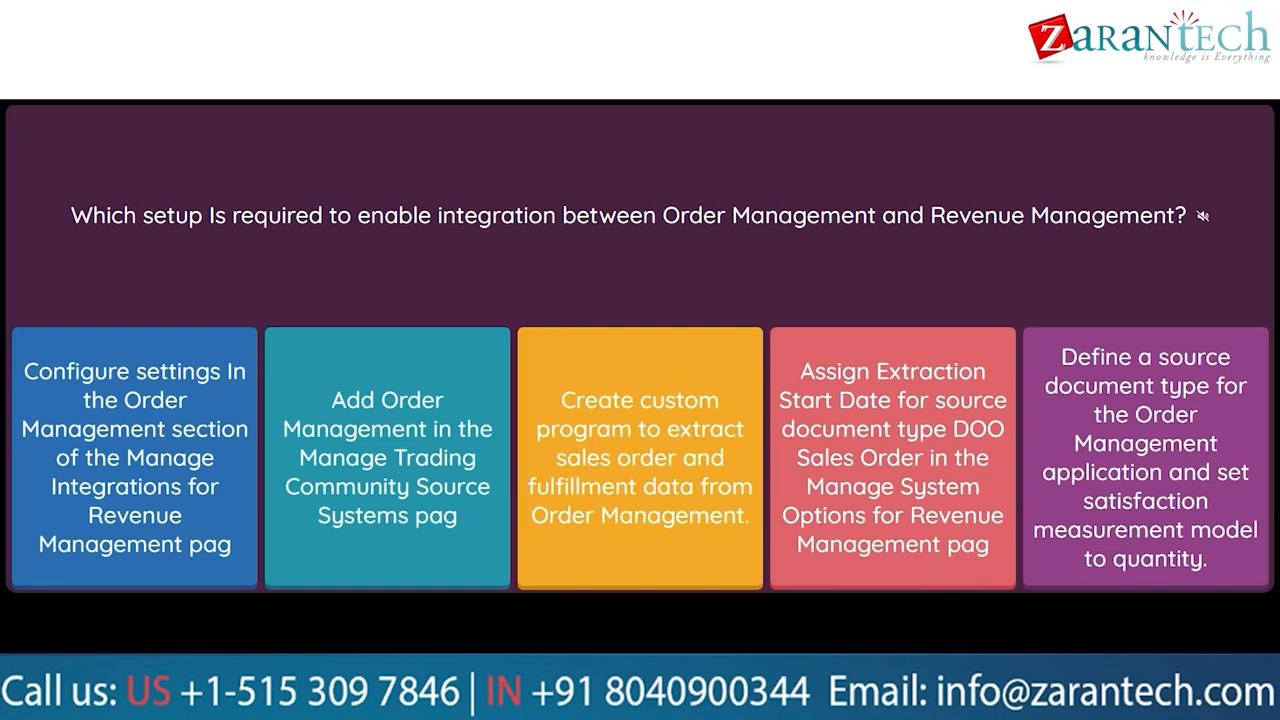 ZARANTECH
knowledge is Everything
Which setup Is required to enable integration between Order Management and Revenue Management?
Configure settings In
the Order
Management section
of the Manage
Integrations for
Revenue
Management pag
Add Order
Management in the
Manage Trading
Community Source
Systems pag
Create custom
program to extract
sales order and
fulfillment data from
Order Management.
Assign Extraction
Start Date for source
document type DOO
Sales Order in the
Manage System
Options for Revenue
Management pag
Define a source
document type for
the Order
Management
application and set
satisfaction
measurement model
to quantity.
Call us: US +1-515 309 7846 | IN +91 8040900344 Email: info@zarantech.com